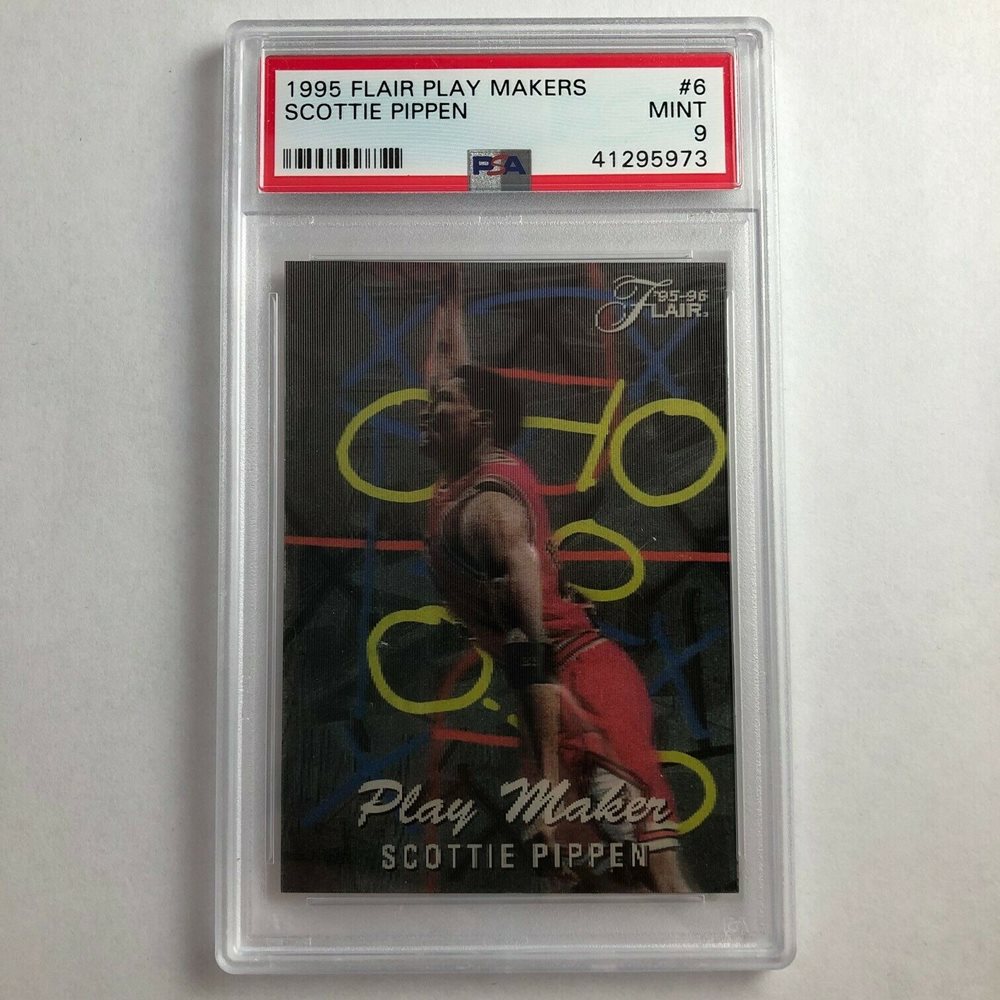 1995 FLAIR PLAY MAKERS #6
SCOTTIE PIPPEN MINT
9
PSA 41295973
'95-96
FLAIR
Play Maker
SCOTTIE PIPPEN